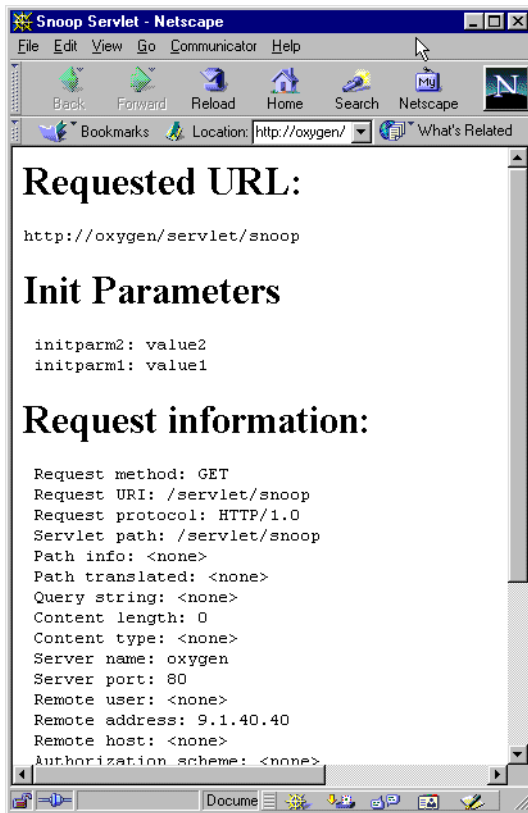 Snoop Servlet - Netscape
File Edit View Go Communicator Help
Back Forward Reload Home Search Netscape
My
N
Bookmarks Location: http://oxygen/ What's Related
Requested URL:
http://oxygen/servlet/snoop
Init Parameters
initparm2: value2
initparm1: value1
Request information:
Request method: GET
Request URI: /servlet/snoop
Request protocol: HTTP/1.0
Servlet path: /servlet/snoop
Path info: <none>
Path translated: <none>
Query string: <none>
Content length: 0
Content type: <none>
Server name: oxygen
Server port: 80
Remote user: <none>
Remote address: 9.1.40.40
Remote host: <none>
Authorization scheme: <none>
Docume